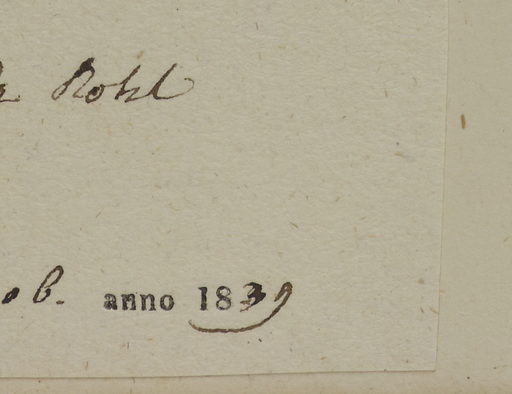 Rohl
b. anno 1839